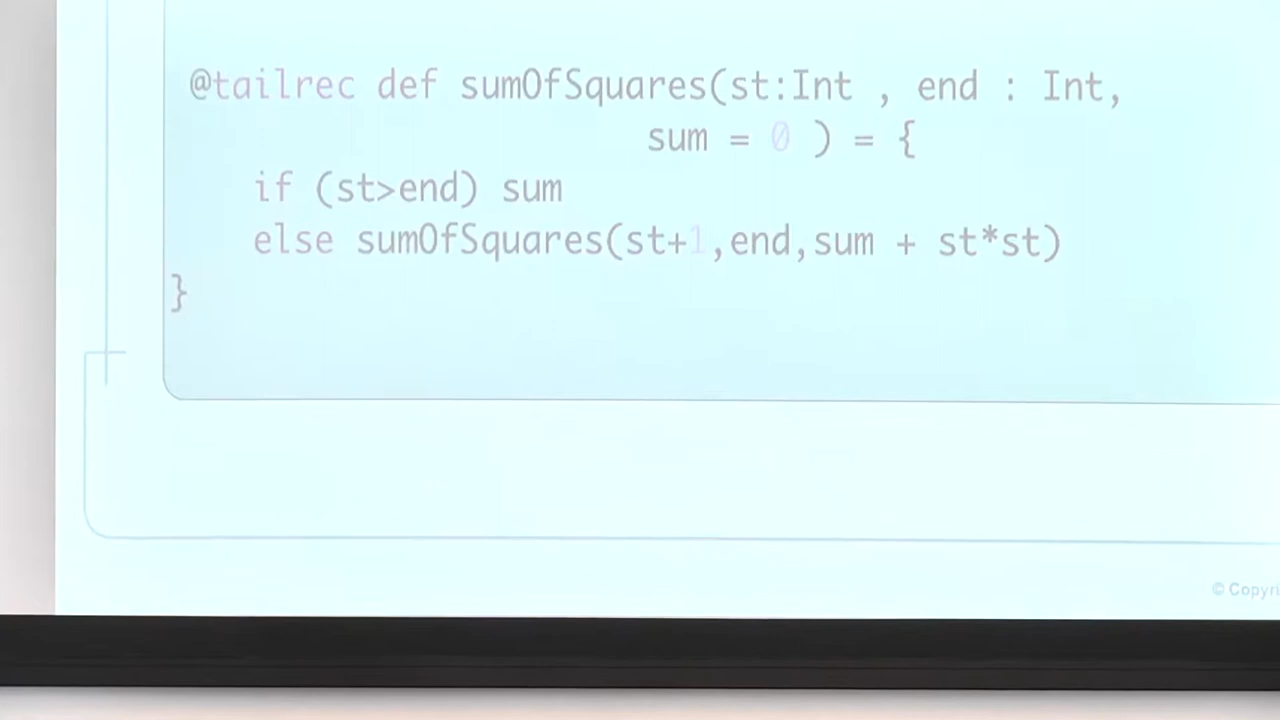 @tailrec def sumOfSquares(st:Int , end : Int,
sum = 0 ) = {
if (st>end) sum
else sumOfSquares(st+1,end,sum + st*st)
}
©